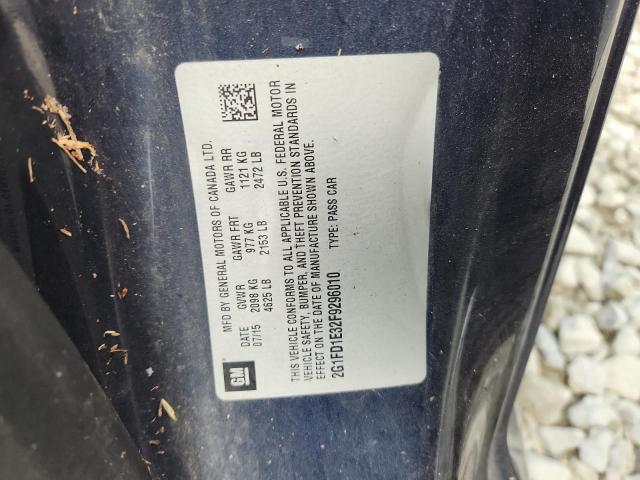 GM
MFD BY GENERAL MOTORS OF CANADA LTD.
DATE GVWR GAWR FRT GAWR RR
07/15 2098 KG 977 KG 1121 KG
4625 LB 2153 LB 2472 LB
THIS VEHICLE CONFORMS TO ALL APPLICABLE U.S. FEDERAL MOTOR
VEHICLE SAFETY, BUMPER, AND THEFT PREVENTION STANDARDS IN
EFFECT ON THE DATE OF MANUFACTURE SHOWN ABOVE.
2G1FD1E32F9296010 TYPE: PASS CAR